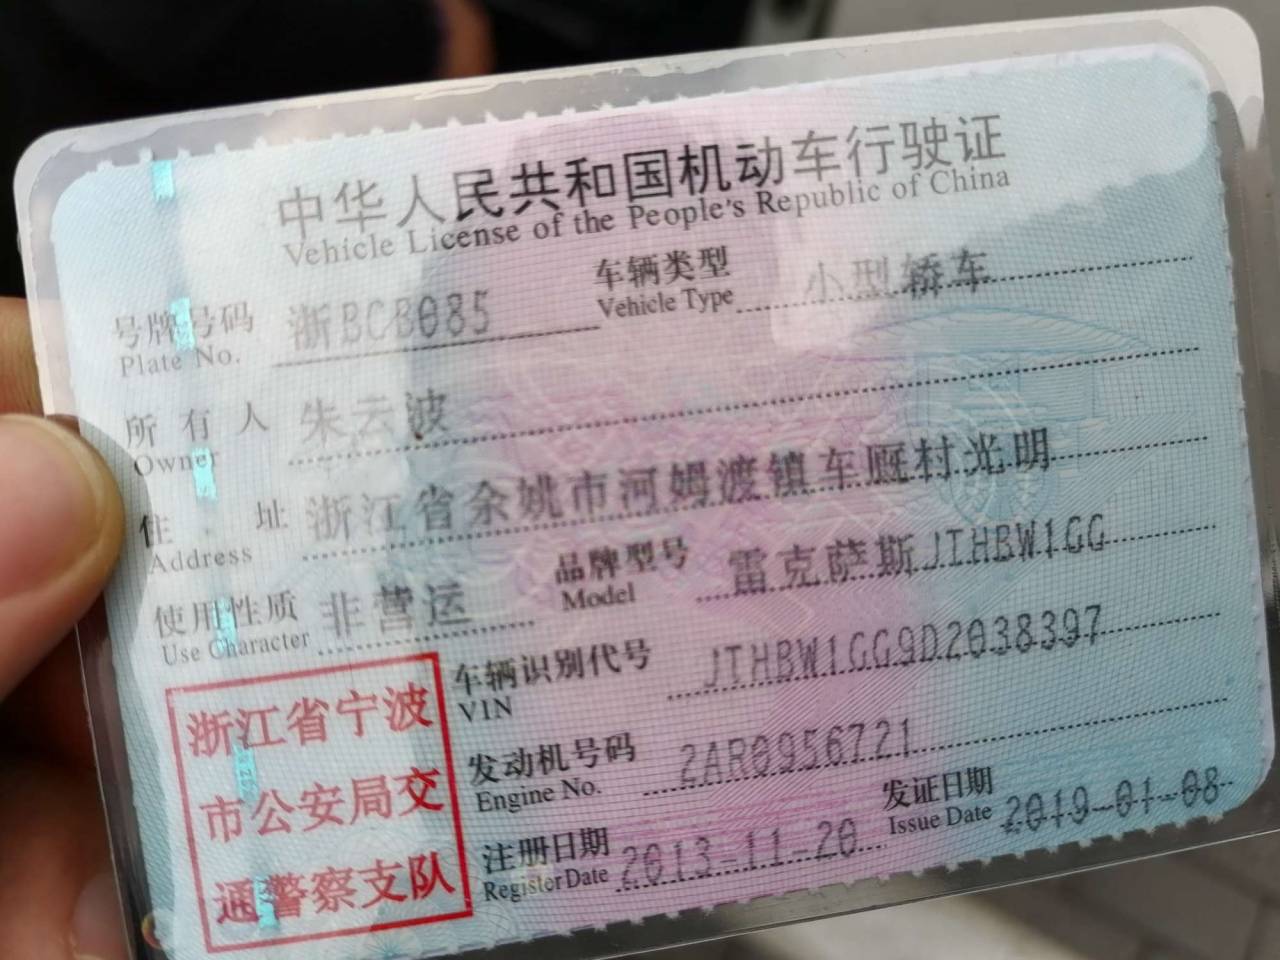 中华人民共和国机动车行驶证
Vehicle License of the People's Republic of China
号牌号码 浙BCB085 车辆类型 小型轿车
Plate No. Vehicle Type
所有人 朱云波
Owner
住址 浙江省余姚市河姆渡镇车厩村光明
Address
使用性质 非营运 品牌型号 雷克萨斯JTHBW1GG
Use Character Model
车辆识别代号 JTHBW1GG9D2038397
VIN
发动机号码 2AR0956721
Engine No.
注册日期 2013-11-20 发证日期 2019-01-08
Register Date Issue Date
浙江省宁波
市公安局交
通警察支队